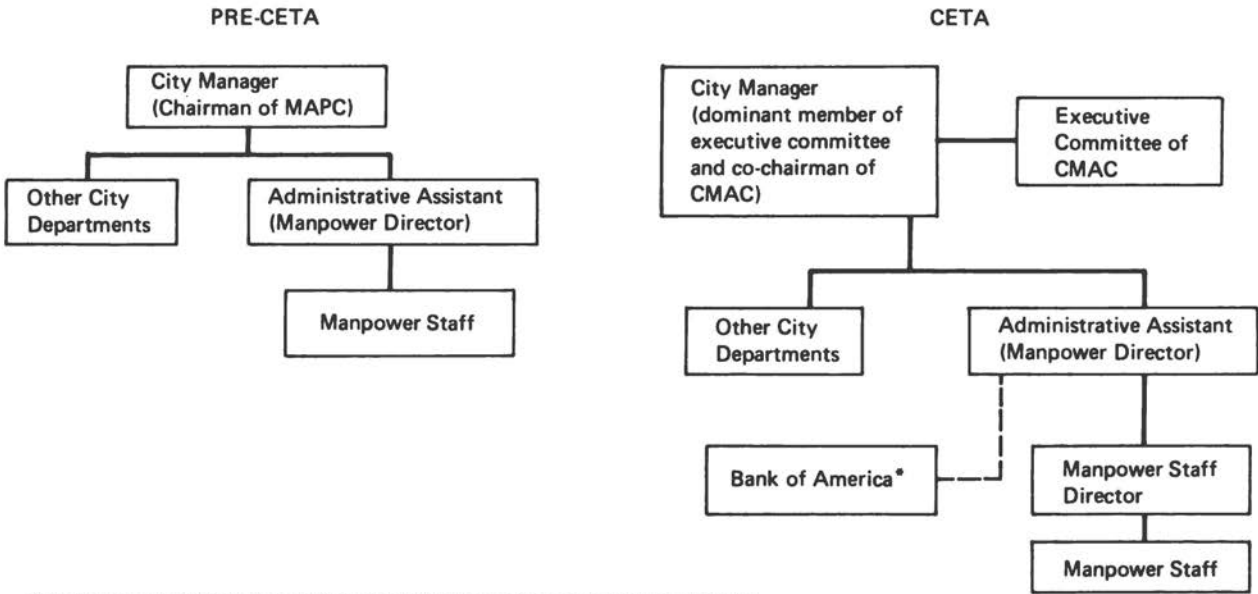 PRE-CETA
City Manager
(Chairman of MAPC)
Other City
Departments
Administrative Assistant
(Manpower Director)
Manpower Staff
CETA
City Manager
(dominant member of
executive committee
and co-chairman of
CMAC)
Executive
Committee of
CMAC
Other City
Departments
Administrative Assistant
(Manpower Director)
Bank of America*
Manpower Staff
Director
Manpower Staff